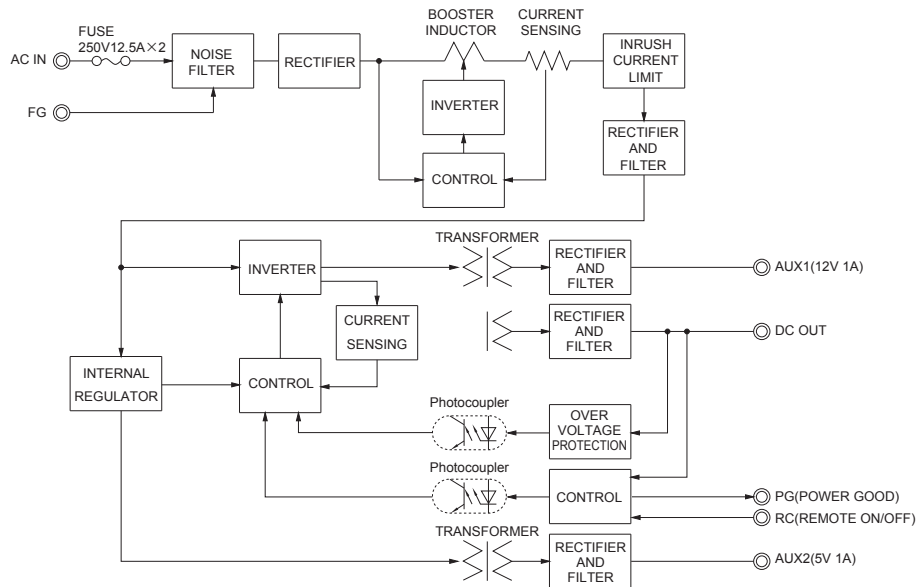 FUSE
250V12.5A×2
AC IN
FG
NOISE
FILTER
RECTIFIER
BOOSTER
INDUCTOR
CURRENT
SENSING
INVERTER
CONTROL
INRUSH
CURRENT
LIMIT
RECTIFIER
AND
FILTER
INVERTER
TRANSFORMER
RECTIFIER
AND
FILTER
AUX1(12V 1A)
CURRENT
SENSING
RECTIFIER
AND
FILTER
DC OUT
INTERNAL
REGULATOR
CONTROL
Photocoupler
OVER
VOLTAGE
PROTECTION
Photocoupler
CONTROL
PG(POWER GOOD)
RC(REMOTE ON/OFF)
TRANSFORMER
RECTIFIER
AND
FILTER
AUX2(5V 1A)